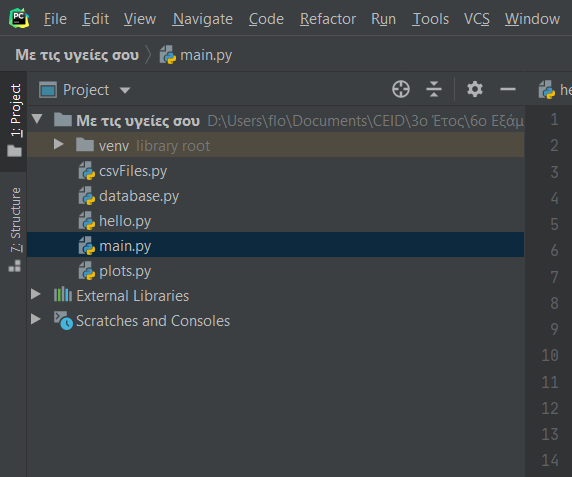 PC File Edit View Navigate Code Refactor Run Tools VCS Window
Με τις υγείες σου main.py
1: Project
7: Structure
Project
he
Με τις υγείες σου D:\Users\flo\Documents\CEID\3ο Έτος\6ο Εξάμ
venv library root
csvFiles.py
database.py
hello.py
main.py
plots.py
External Libraries
Scratches and Consoles
1
2
3
4
5
6
7
8
9
10
11
12
13
14